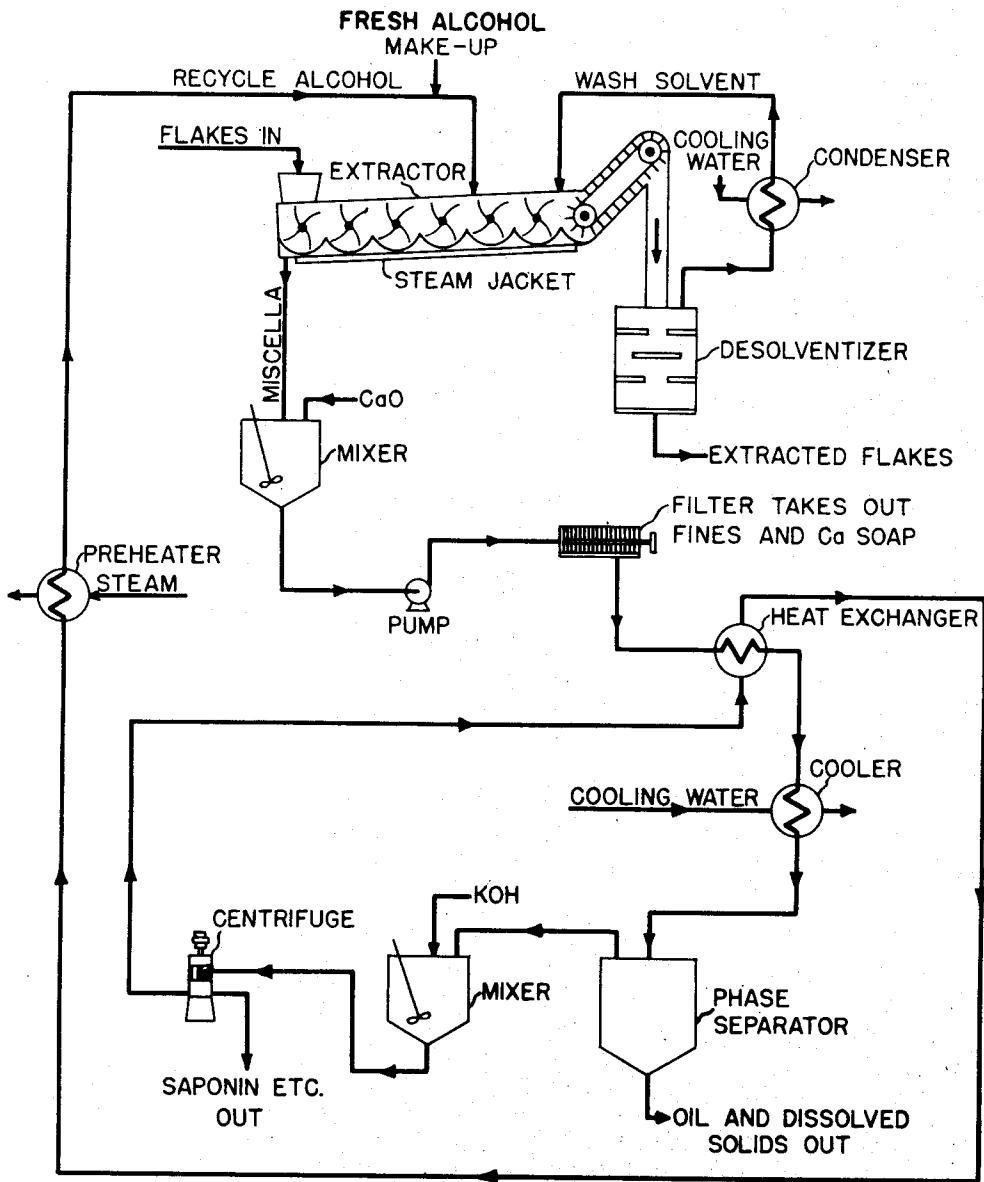 FRESH ALCOHOL
MAKE-UP
RECYCLE ALCOHOL
WASH SOLVENT
FLAKES IN
COOLING
WATER
CONDENSER
EXTRACTOR
STEAM JACKET
MISCELLA
DESOLVENTIZER
CaO
MIXER
EXTRACTED FLAKES
FILTER TAKES OUT
FINES AND Ca SOAP
PREHEATER
STEAM
PUMP
HEAT EXCHANGER
COOLER
COOLING WATER
KOH
CENTRIFUGE
MIXER
PHASE
SEPARATOR
SAPONIN ETC.
OUT
OIL AND DISSOLVED
SOLIDS OUT